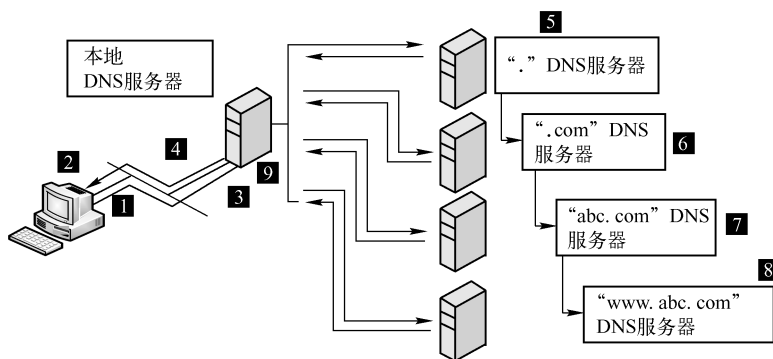 5
本地
DNS服务器
“.” DNS服务器
“.com” DNS
服务器
6
4
2
9
3
1
“abc. com” DNS
服务器
7
8
“www. abc. com”
DNS服务器